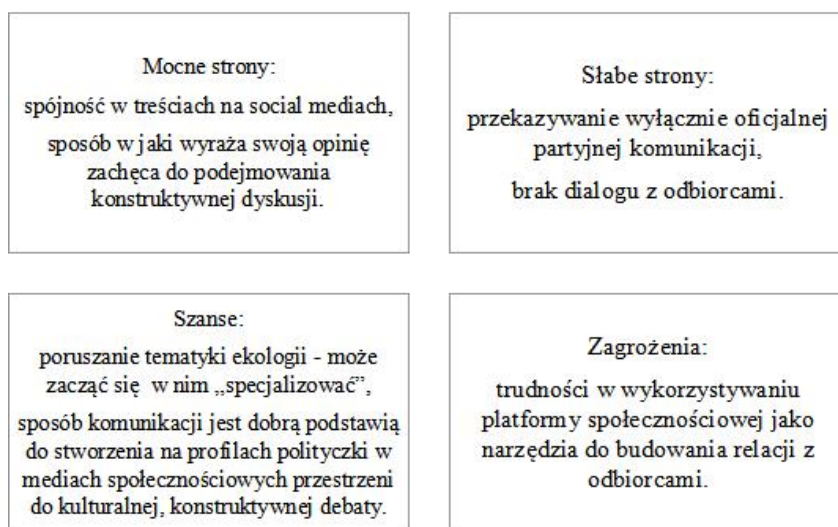 Mocne strony:
spójność w treściach na social mediach,
sposób w jaki wyraża swoją opinię
zachęca do podejmowania
konstruktywnej dyskusji.
Słabe strony:
przekazywanie wyłącznie oficjalnej
partyjnej komunikacji,
brak dialogu z odbiorcami.
Szanse:
poruszanie tematyki ekologii - może
zacząć się w nim „specjalizować”,
sposób komunikacji jest dobrą podstawią
do stworzenia na profilach polityczki w
mediach społecznościowych przestrzeni
do kulturalnej, konstruktywnej debaty.
Zagrożenia:
trudności w wykorzystywaniu
platformy społecznościowej jako
narzędzia do budowania relacji z
odbiorcami.